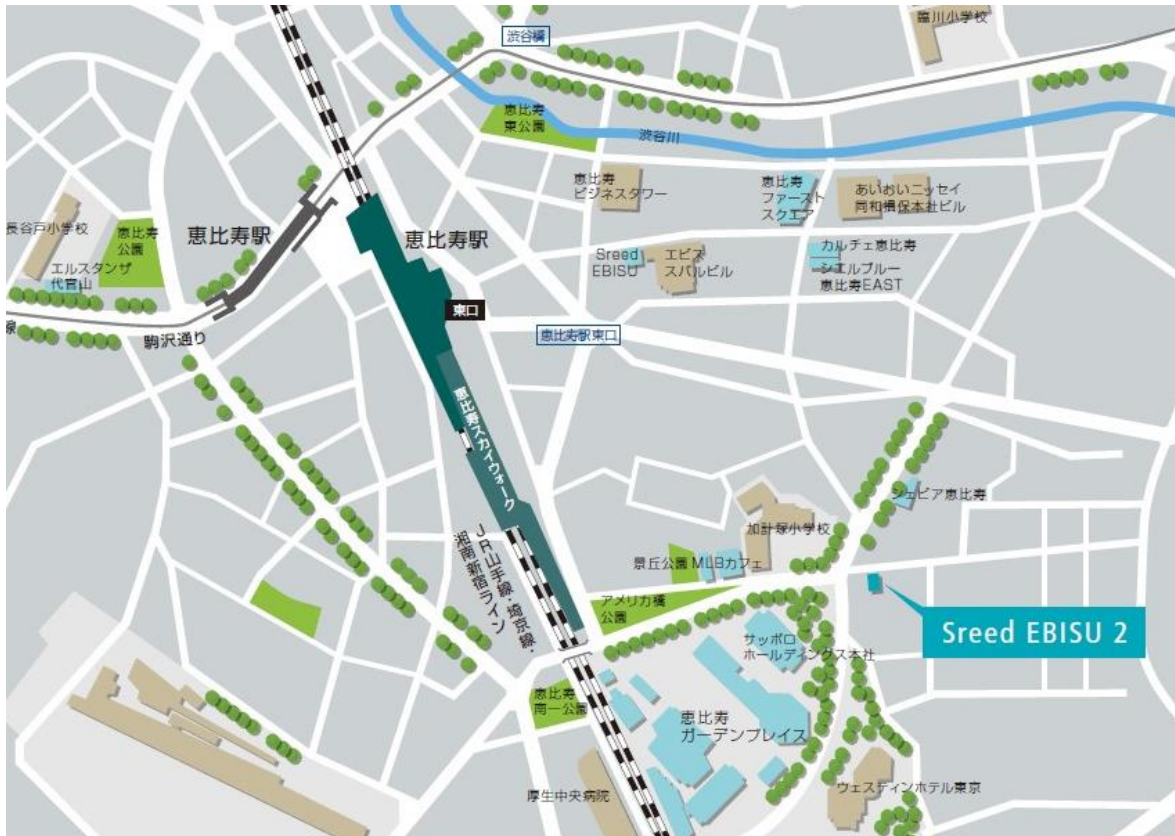 臨川小学校
渋谷橋
恵比寿
東公園
渋谷川
恵比寿
ビジネスタワー
恵比寿
ファースト
スクエア
あいおいニッセイ
同和損保本社ビル
長谷戸小学校
恵比寿
公園
恵比寿駅
恵比寿駅
エルスタンザ
代官山
Sreed
EBISU
エビス
スバルビル
カルチェ恵比寿
シエルブルー
恵比寿EAST
東口
恵比寿駅東口
線
駒沢通り
恵比寿スカイウォーク
シェピア恵比寿
加計塚小学校
JR山手線・埼京線・
湘南新宿ライン
景丘公園
MLBカフェ
アメリカ橋
公園
Sreed EBISU 2
サッポロ
ホールディングス本社
恵比寿
南一公園
恵比寿
ガーデンプレイス
厚生中央病院
ウェスティンホテル東京